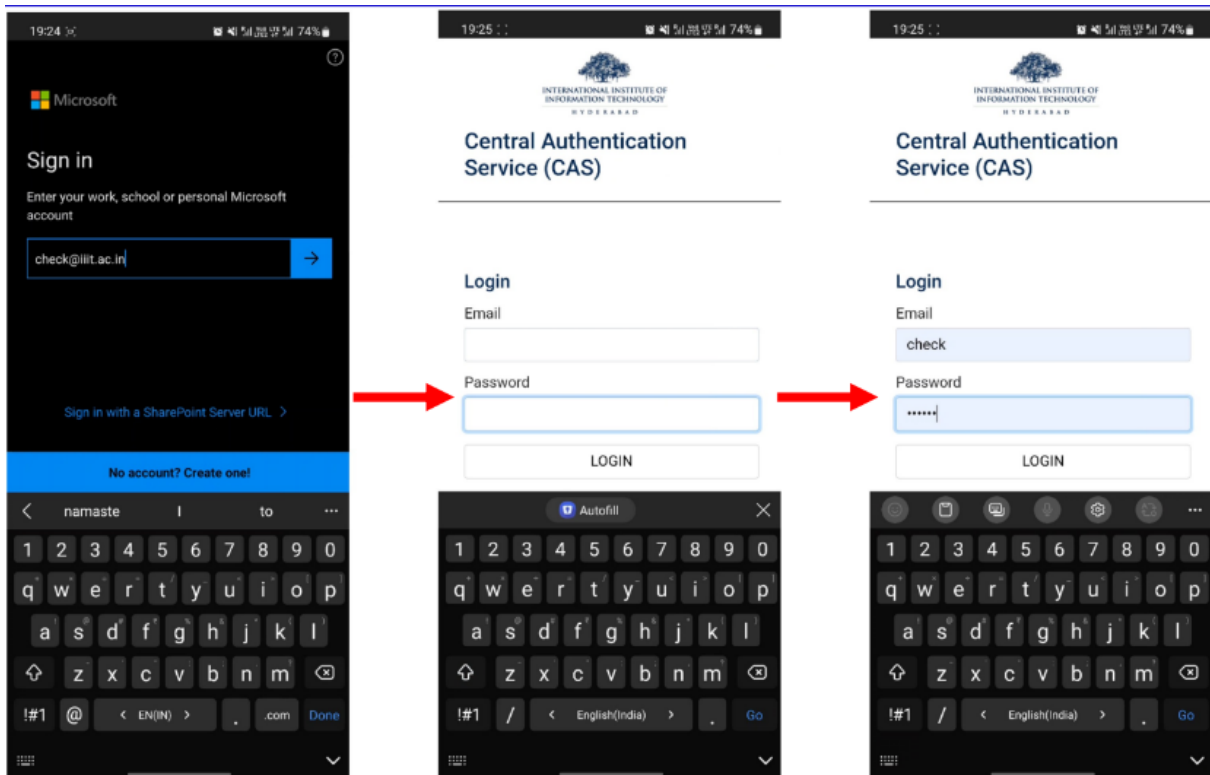 19:24
74%
Microsoft
Sign in
Enter your work, school or personal Microsoft
account
check@iiit.ac.in
Sign in with a SharePoint Server URL >
No account? Create one!
< namaste I to ...
1 2 3 4 5 6 7 8 9 0
q w e r t y u i o p
a s d f g h j k l
z x c v b n m
!#1 @ < EN(IN) > . .com Done
19:25
74%
INTERNATIONAL INSTITUTE OF
INFORMATION TECHNOLOGY
HYDERABAD
Central Authentication
Service (CAS)
Login
Email
Password
LOGIN
Autofill
1 2 3 4 5 6 7 8 9 0
q w e r t y u i o p
a s d f g h j k l
z x c v b n m
!#1 / < English(India) > . Go
19:25
74%
INTERNATIONAL INSTITUTE OF
INFORMATION TECHNOLOGY
HYDERABAD
Central Authentication
Service (CAS)
Login
Email
check
Password
••••••
LOGIN
1 2 3 4 5 6 7 8 9 0
q w e r t y u i o p
a s d f g h j k l
z x c v b n m
!#1 / < English(India) > . Go